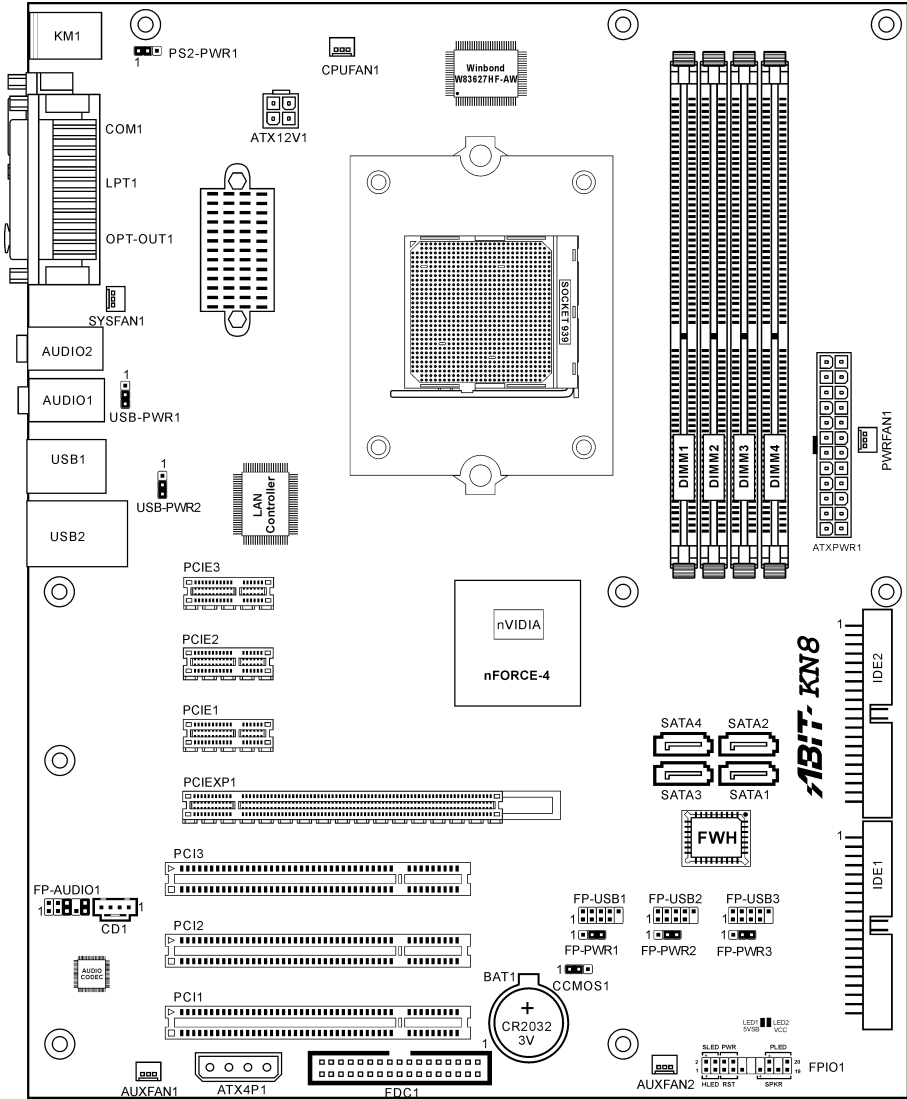 KM1
1
PS2-PWR1
CPUFAN1
Winbond
W83627HF-AW
ATX12V1
COM1
LPT1
OPT-OUT1
SYSFAN1
SOCKET 939
AUDIO2
AUDIO1
1
USB-PWR1
USB1
1
USB-PWR2
USB2
LAN
Controller
DIMM1
DIMM2
DIMM3
DIMM4
PWRFAN1
ATXPWR1
PCIE3
PCIE2
PCIE1
PCIEXP1
nVIDIA
nFORCE-4
1
IDE2
ABIT- KN8
SATA4
SATA2
SATA3
SATA1
FWH
1
IDE1
PCI3
PCI2
PCI1
FP-AUDIO1
1
1
CD1
AUDIO
CODEC
FP-USB1
FP-USB2
FP-USB3
1
1
1
1
1
1
FP-PWR1
FP-PWR2
FP-PWR3
1
CCMOS1
BAT1
+
CR2032
3V
LED1
5VSB
LED2
VCC
SLED
PWR
PLED
2
20
1
19
FPIO1
HLED
RST
SPKR
AUXFAN1
ATX4P1
1
FDC1
AUXFAN2